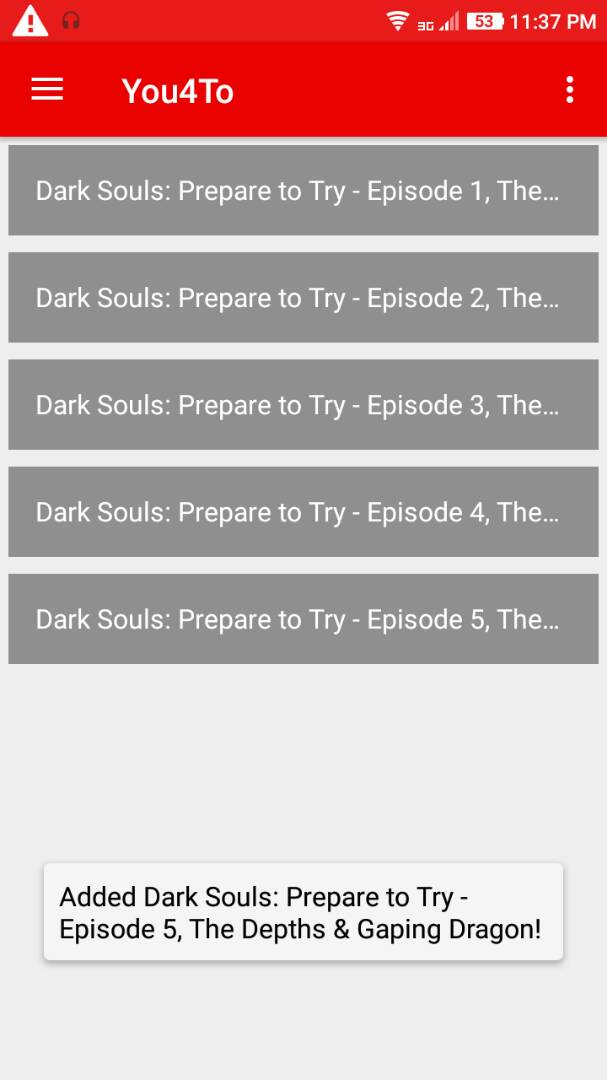 3G 53 11:37 PM
You4To
Dark Souls: Prepare to Try - Episode 1, The...
Dark Souls: Prepare to Try - Episode 2, The...
Dark Souls: Prepare to Try - Episode 3, The...
Dark Souls: Prepare to Try - Episode 4, The...
Dark Souls: Prepare to Try - Episode 5, The...
Added Dark Souls: Prepare to Try -
Episode 5, The Depths & Gaping Dragon!